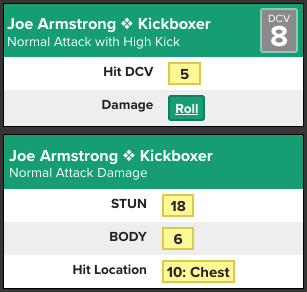 Joe Armstrong ❖ Kickboxer
Normal Attack with High Kick
DCV
8
Hit DCV 5
Damage Roll
Joe Armstrong ❖ Kickboxer
Normal Attack Damage
STUN 18
BODY 6
Hit Location 10: Chest